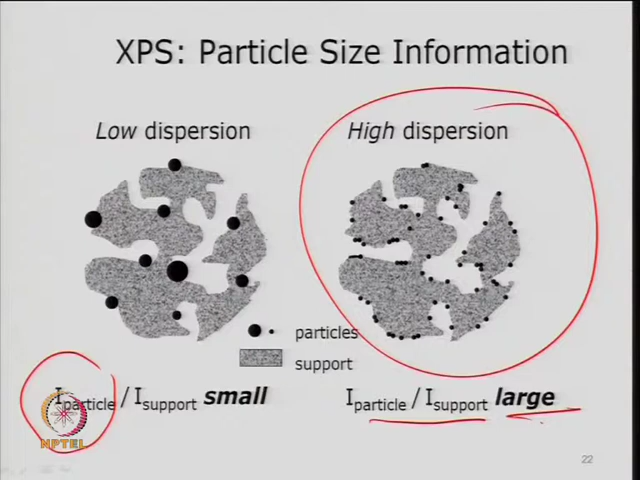 XPS: Particle Size Information
Low dispersion
High dispersion
particles
support
Iparticle / Isupport small
Iparticle / Isupport large
NPTEL
22